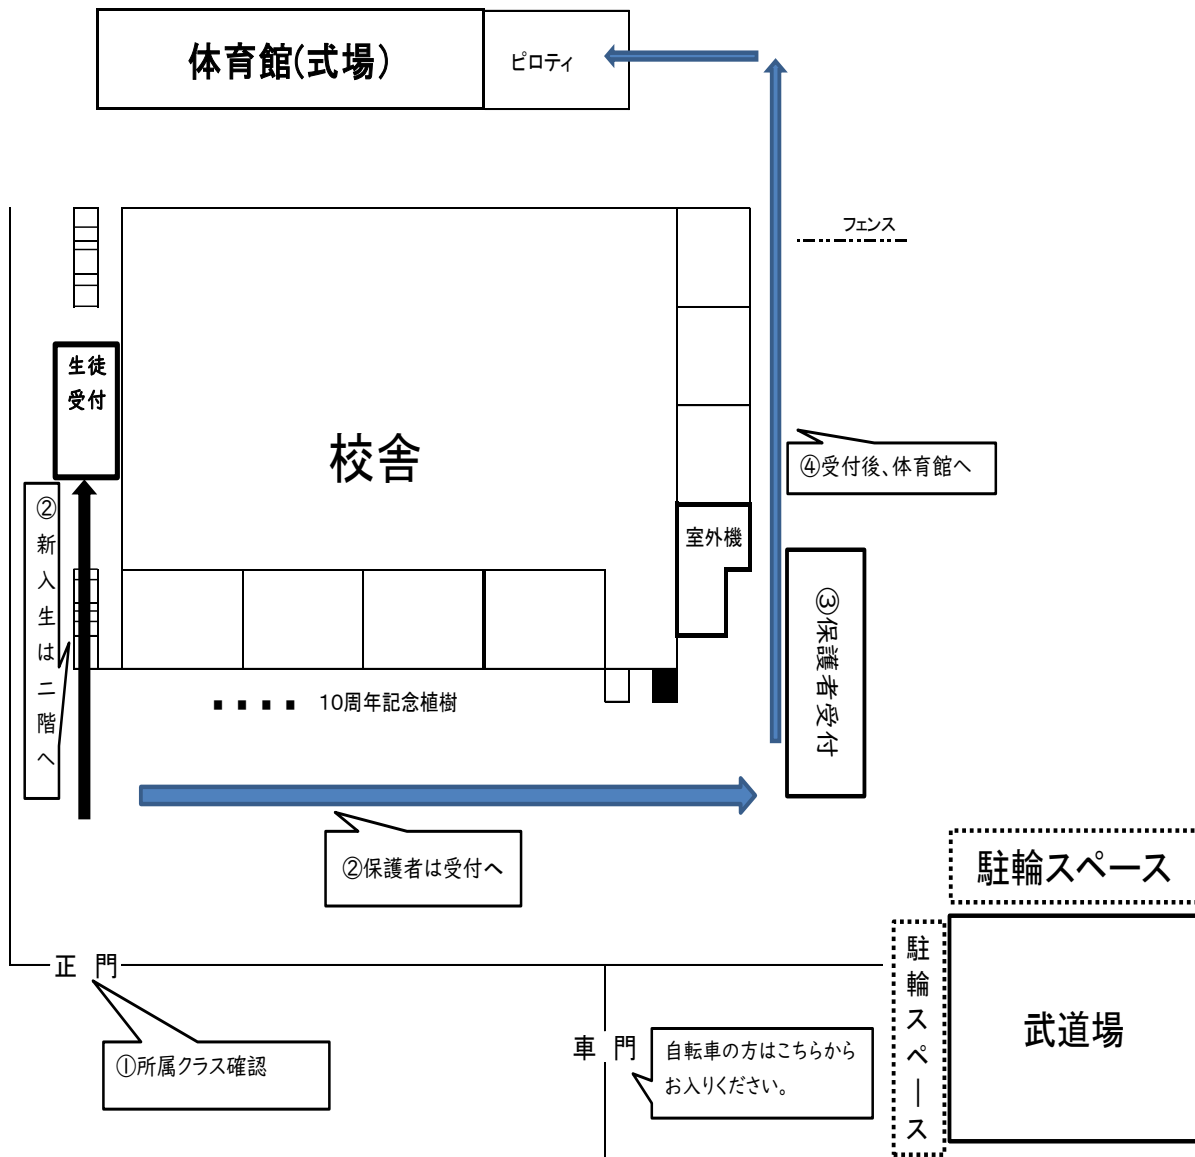 体育館(式場)
ピロティ
フェンス
生徒
受付
校舎
④受付後、体育館へ
②新入生は二階へ
室外機
③保護者受付
10周年記念植樹
②保護者は受付へ
駐輪スペース
駐輪スペース
武道場
正 門
①所属クラス確認
車 門
自転車の方はこちらから
お入りください。